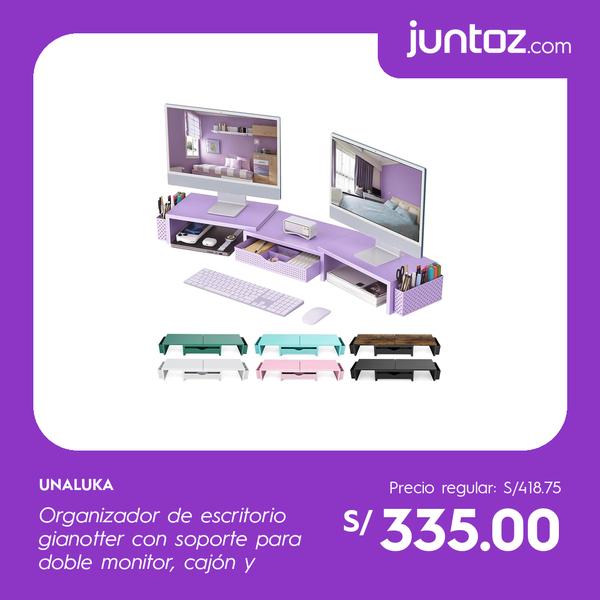 juntoz.com
UNALUKA
Organizador de escritorio
gianotter con soporte para
doble monitor, cajón y
Precio regular: S/418.75
S/ 335.00